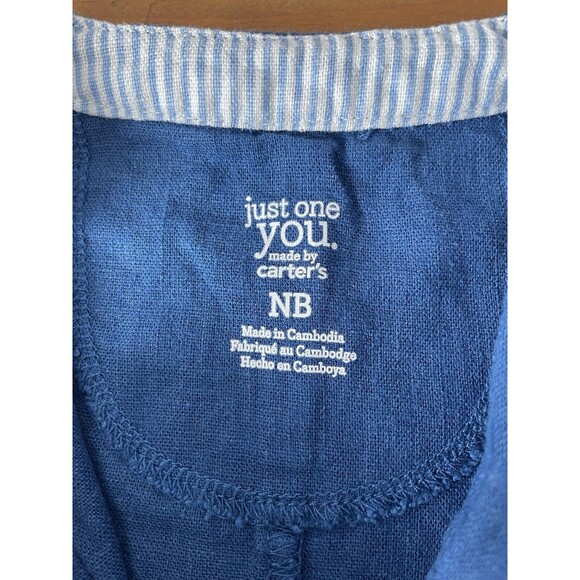 just one
you.
made by
carter's
NB
Made in Cambodia
Fabriqué au Cambodge
Hecho en Camboya